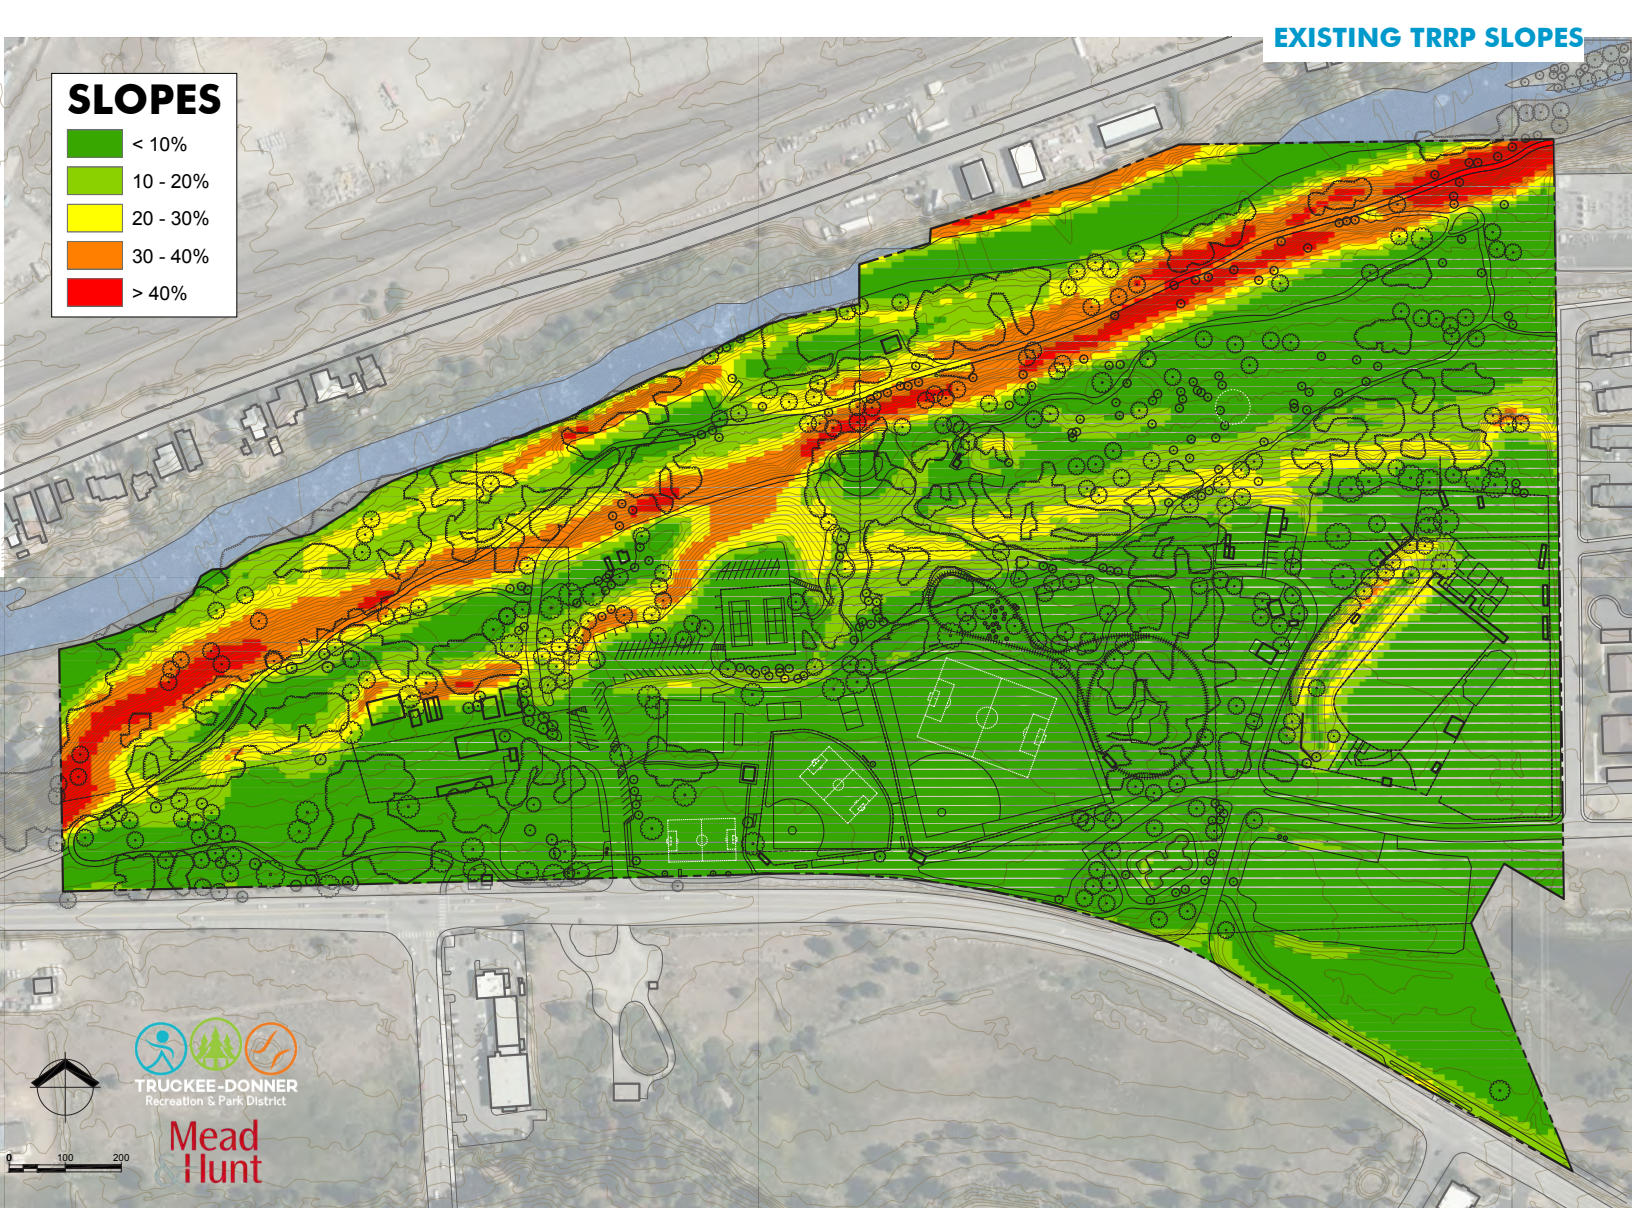 EXISTING TRRP SLOPES
SLOPES
< 10%
10 - 20%
20 - 30%
30 - 40%
> 40%
TRUCKEE-DONNER
Recreation & Park District
Mead
Hunt
0 100 200